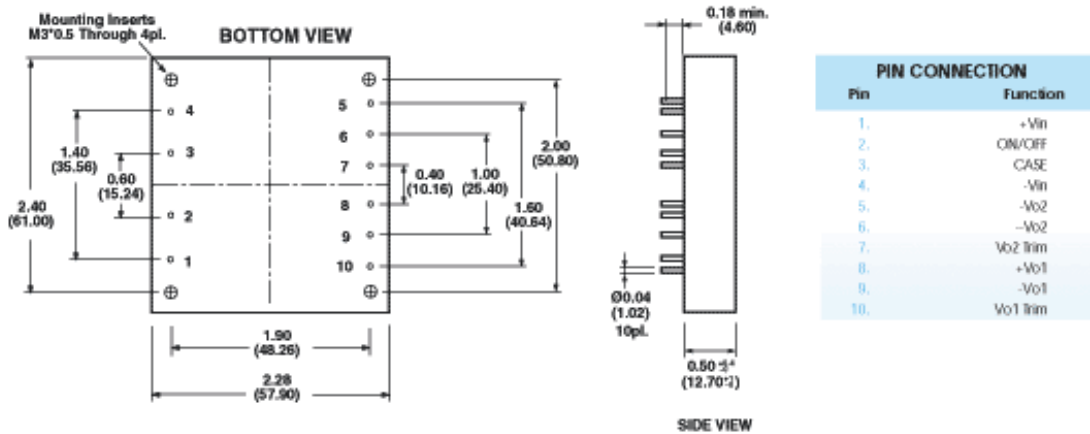 Mounting Inserts
M3*0.5 Through 4pl.
BOTTOM VIEW
4
3
2
1
5
6
7
8
9
10
2.40
(61.00)
1.40
(35.56)
0.60
(15.24)
0.40
(10.16)
1.00
(25.40)
1.60
(40.64)
2.00
(50.80)
1.90
(48.26)
2.28
(57.90)
0.18 min.
(4.60)
Ø0.04
(1.02)
10pl.
0.50
(12.70)
SIDE VIEW
PIN CONNECTION
Pin Function
1. +Vin
2. ON/OFF
3. CASE
4. -Vin
5. -Vo2
6. --Vo2
7. Vo2 Trim
8. +Vo1
9. -Vo1
10. Vo1 Trim